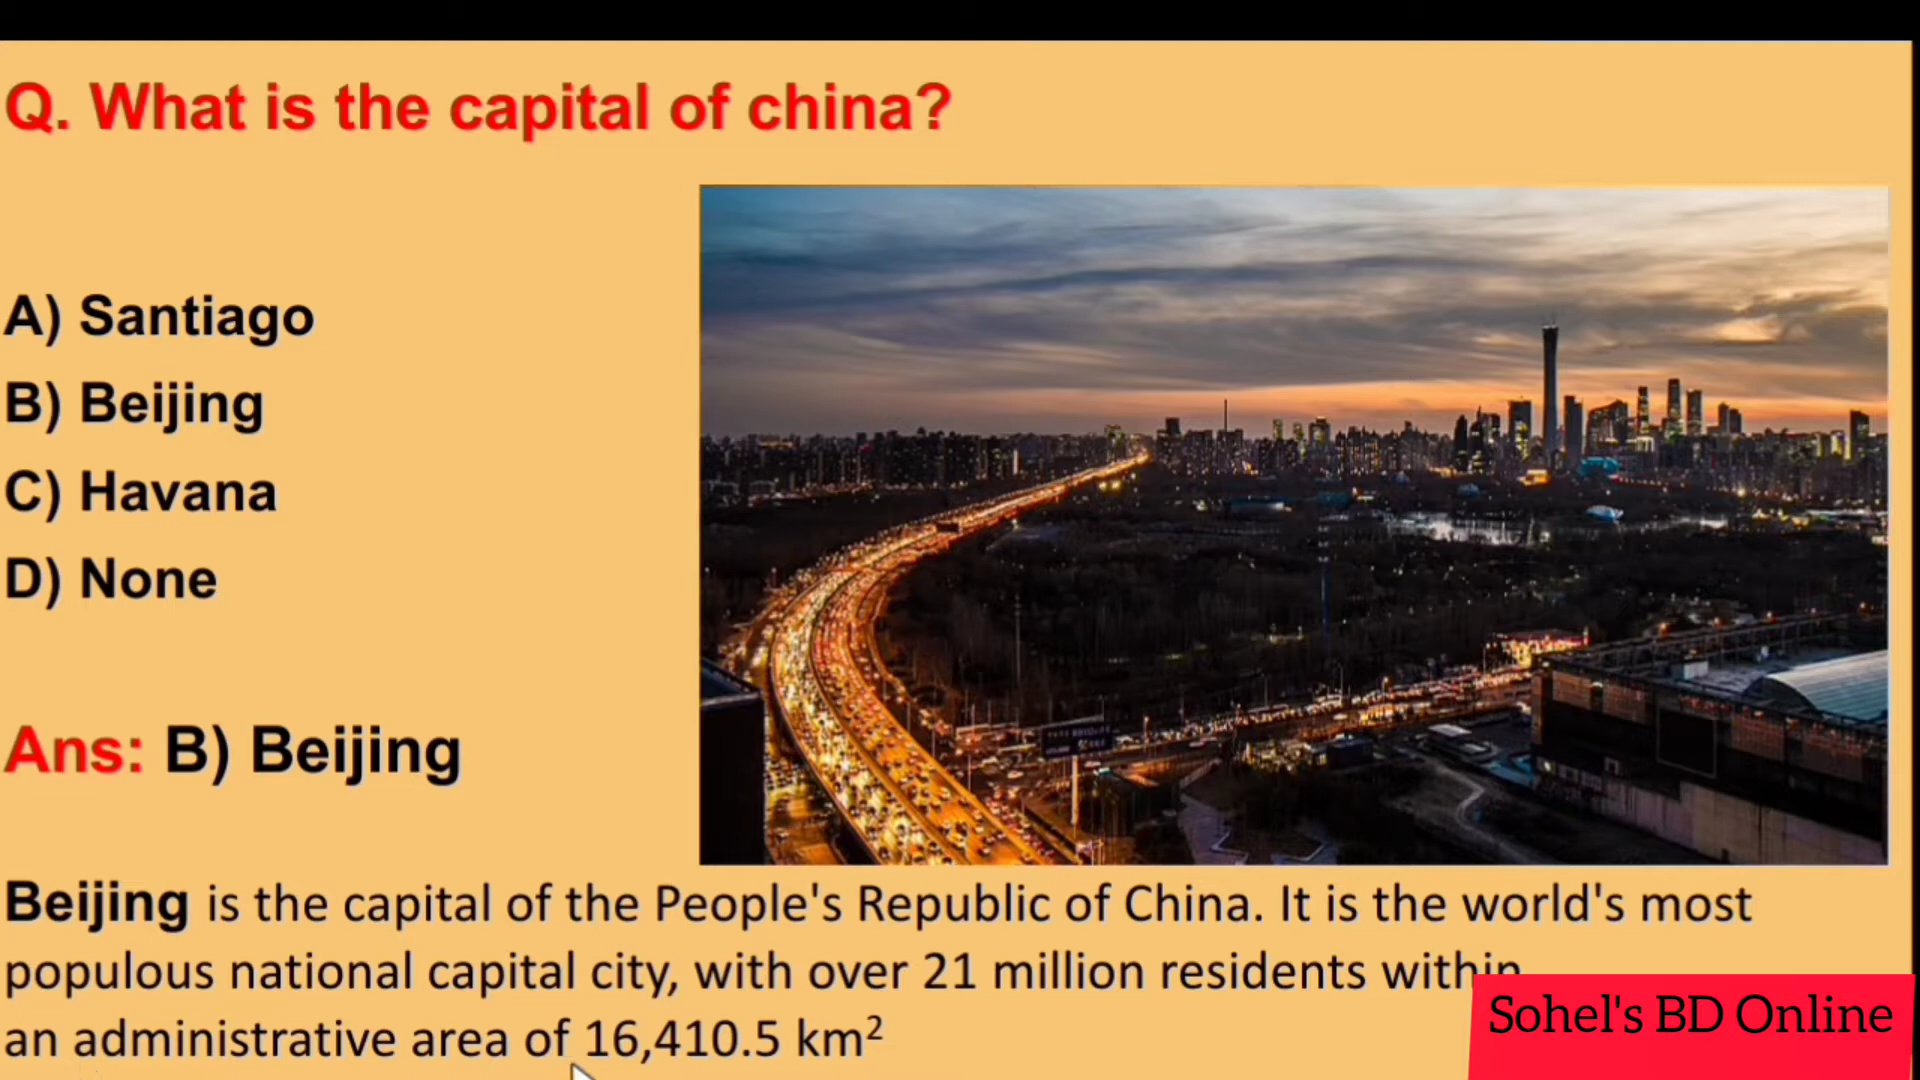 Q. What is the capital of china?
A) Santiago
B) Beijing
C) Havana
D) None
Ans: B) Beijing
Beijing is the capital of the People's Republic of China. It is the world's most
populous national capital city, with over 21 million residents within
an administrative area of 16,410.5 km²
Sohel's BD Online